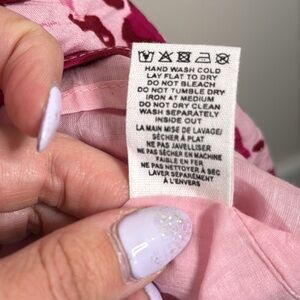 HAND WASH COLD
LAY FLAT TO DRY
DO NOT BLEACH
DO NOT TUMBLE DRY
IRON AT MEDIUM
DO NOT DRY CLEAN
WASH SEPARATELY
INSIDE OUT
LA MAIN MISE DE LAVAGE/
SÉCHER À PLAT
NE PAS JAVELLISER
NE PAS SÉCHER EN MACHINE
FAIBLE EN FER
NE PAS NETTOYER À SEC
LAVER SÉPARÉMENT
À L'ENVERS